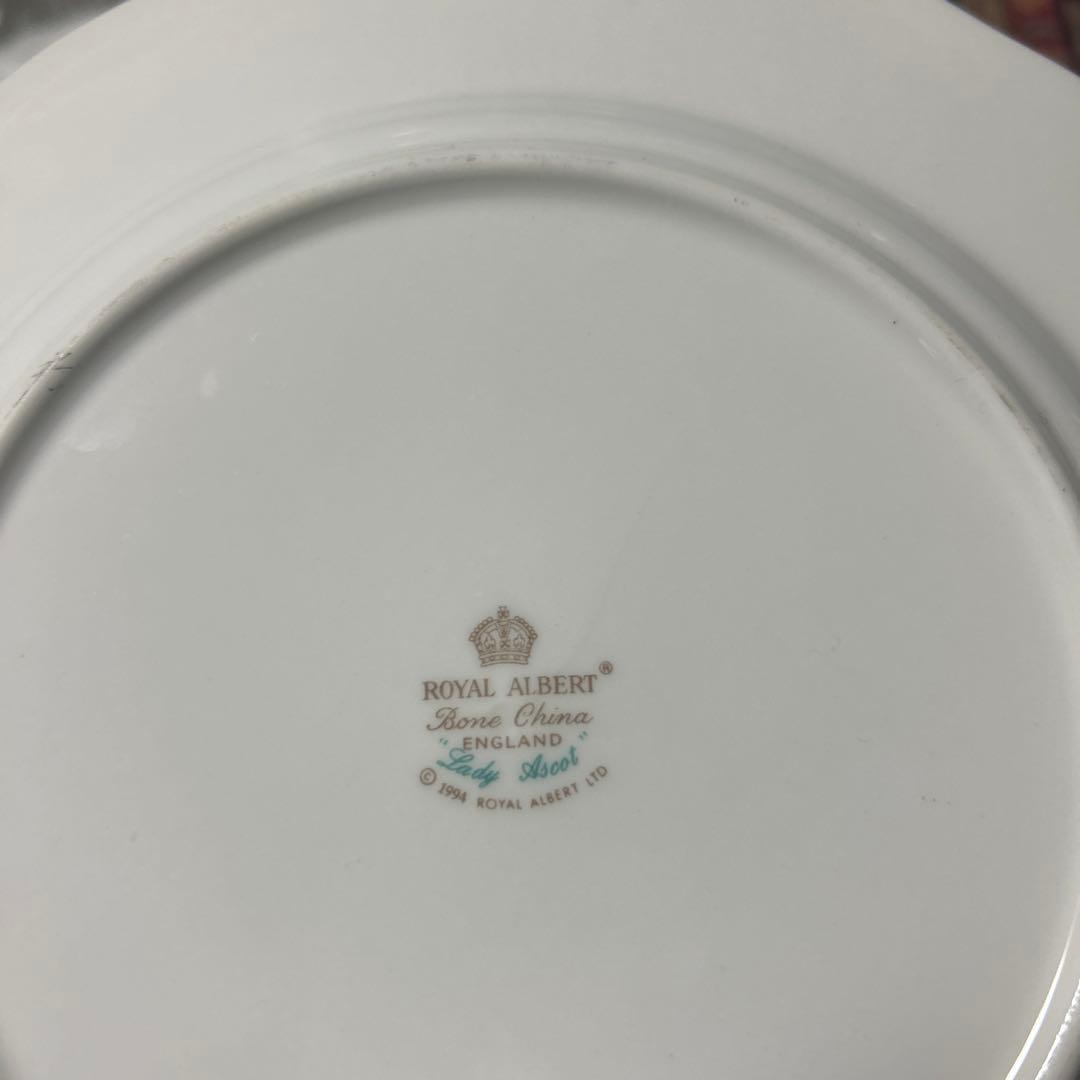 ROYAL ALBERT®
Bone China
ENGLAND
"Lady Ascot"
© 1994 ROYAL ALBERT LTD